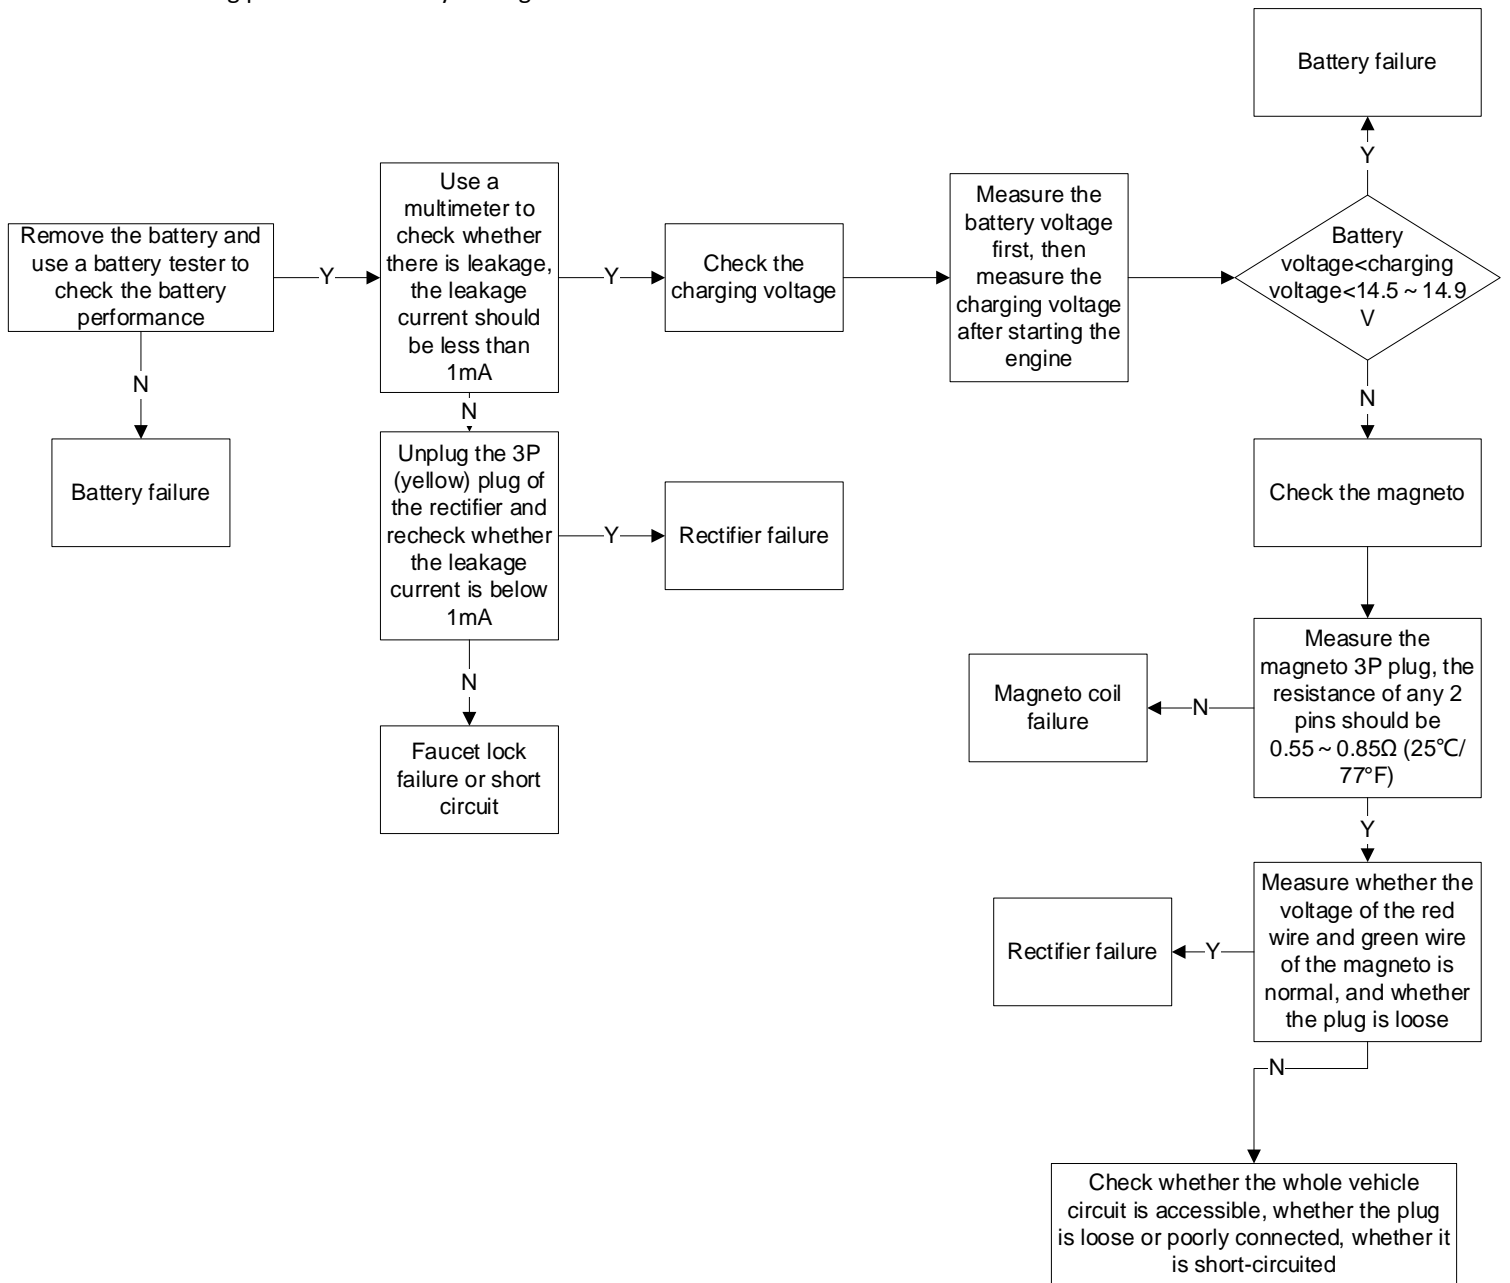 Battery failure
Y
Remove the battery and
use a battery tester to
check the battery
performance
Y
Use a
multimeter to
check whether
there is leakage,
the leakage
current should
be less than
1mA
Y
Check the
charging voltage
Measure the
battery voltage
first, then
measure the
charging voltage
after starting the
engine
Battery
voltage<charging
voltage<14.5~14.9
V
N
Battery failure
N
Unplug the 3P
(yellow) plug of
the rectifier and
recheck whether
the leakage
current is below
1mA
Y
Rectifier failure
N
Faucet lock
failure or short
circuit
N
Check the magneto
Measure the
magneto 3P plug, the
resistance of any 2
pins should be
0.55~0.85Ω (25℃/
77°F)
N
Magneto coil
failure
Y
Measure whether the
voltage of the red
wire and green wire
of the magneto is
normal, and whether
the plug is loose
Y
Rectifier failure
N
Check whether the whole vehicle
circuit is accessible, whether the plug
is loose or poorly connected, whether it
is short-circuited